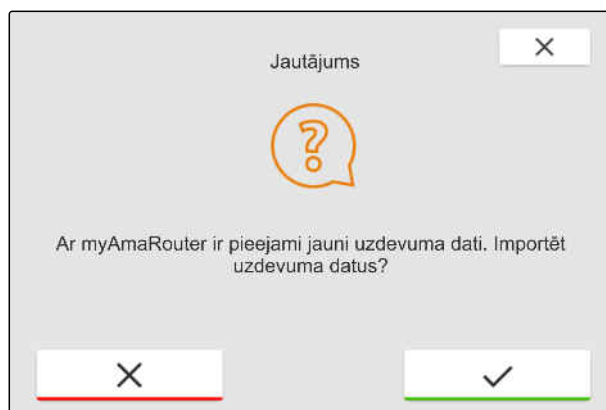 Jautājums
Ar myAmaRouter ir pieejami jauni uzdevuma dati. Importēt
uzdevuma datus?